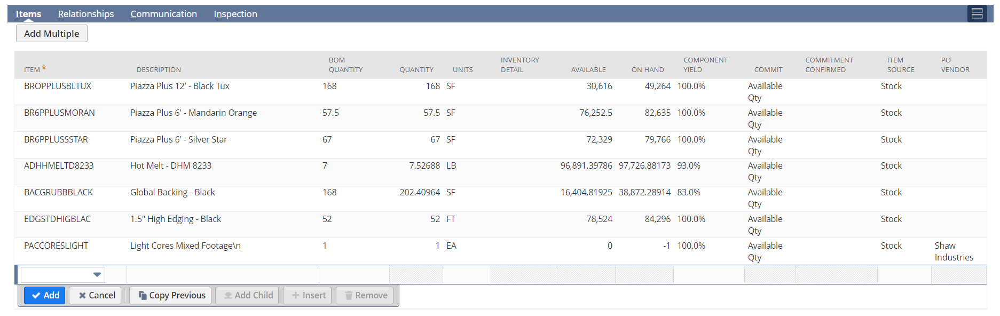 Items Relationships Communication Inspection
Add Multiple
ITEM * DESCRIPTION BOM QUANTITY QUANTITY UNITS INVENTORY DETAIL AVAILABLE ON HAND COMPONENT YIELD COMMIT COMMITMENT CONFIRMED ITEM SOURCE PO VENDOR
BROPPLUSBLTUX Piazza Plus 12' - Black Tux 168 168 SF 30,616 49,264 100.0% Available Qty Stock
BR6PPLUSMORAN Piazza Plus 6' - Mandarin Orange 57.5 57.5 SF 76,252.5 82,635 100.0% Available Qty Stock
BR6PPLUSSSTAR Piazza Plus 6' - Silver Star 67 67 SF 72,329 79,766 100.0% Available Qty Stock
ADHHMELTD8233 Hot Melt - DHM 8233 7 7.52688 LB 96,891.39786 97,726.88173 93.0% Available Qty Stock
BACGRUBBBLACK Global Backing - Black 168 202.40964 SF 16,404.81925 38,872.28914 83.0% Available Qty Stock
EDGSTDHIGBLAC 1.5" High Edging - Black 52 52 FT 78,524 84,296 100.0% Available Qty Stock
PACCORESLIGHT Light Cores Mixed Footage\n 1 1 EA 0 -1 100.0% Available Qty Stock Shaw Industries
Add Cancel Copy Previous Add Child Insert Remove